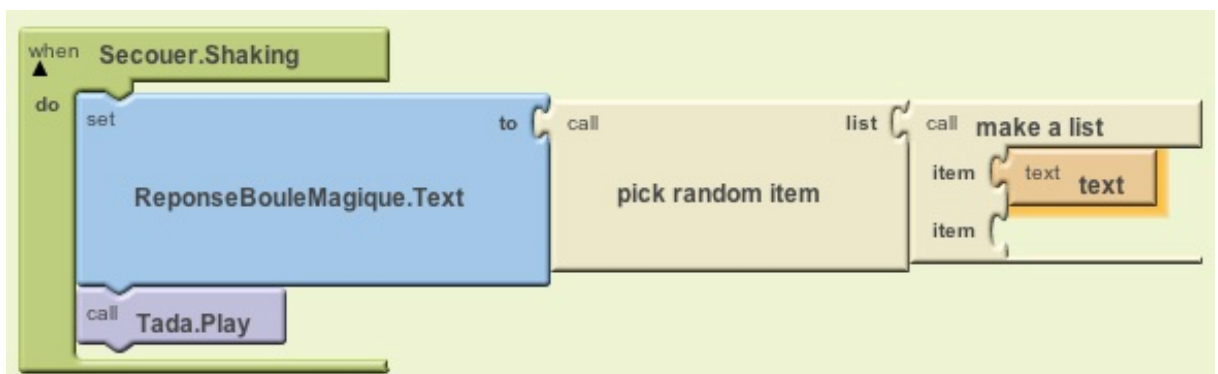 when Secouer.Shaking
do
set to call list call make a list
item text text
ReponseBouleMagique.Text pick random item
item
call Tada.Play